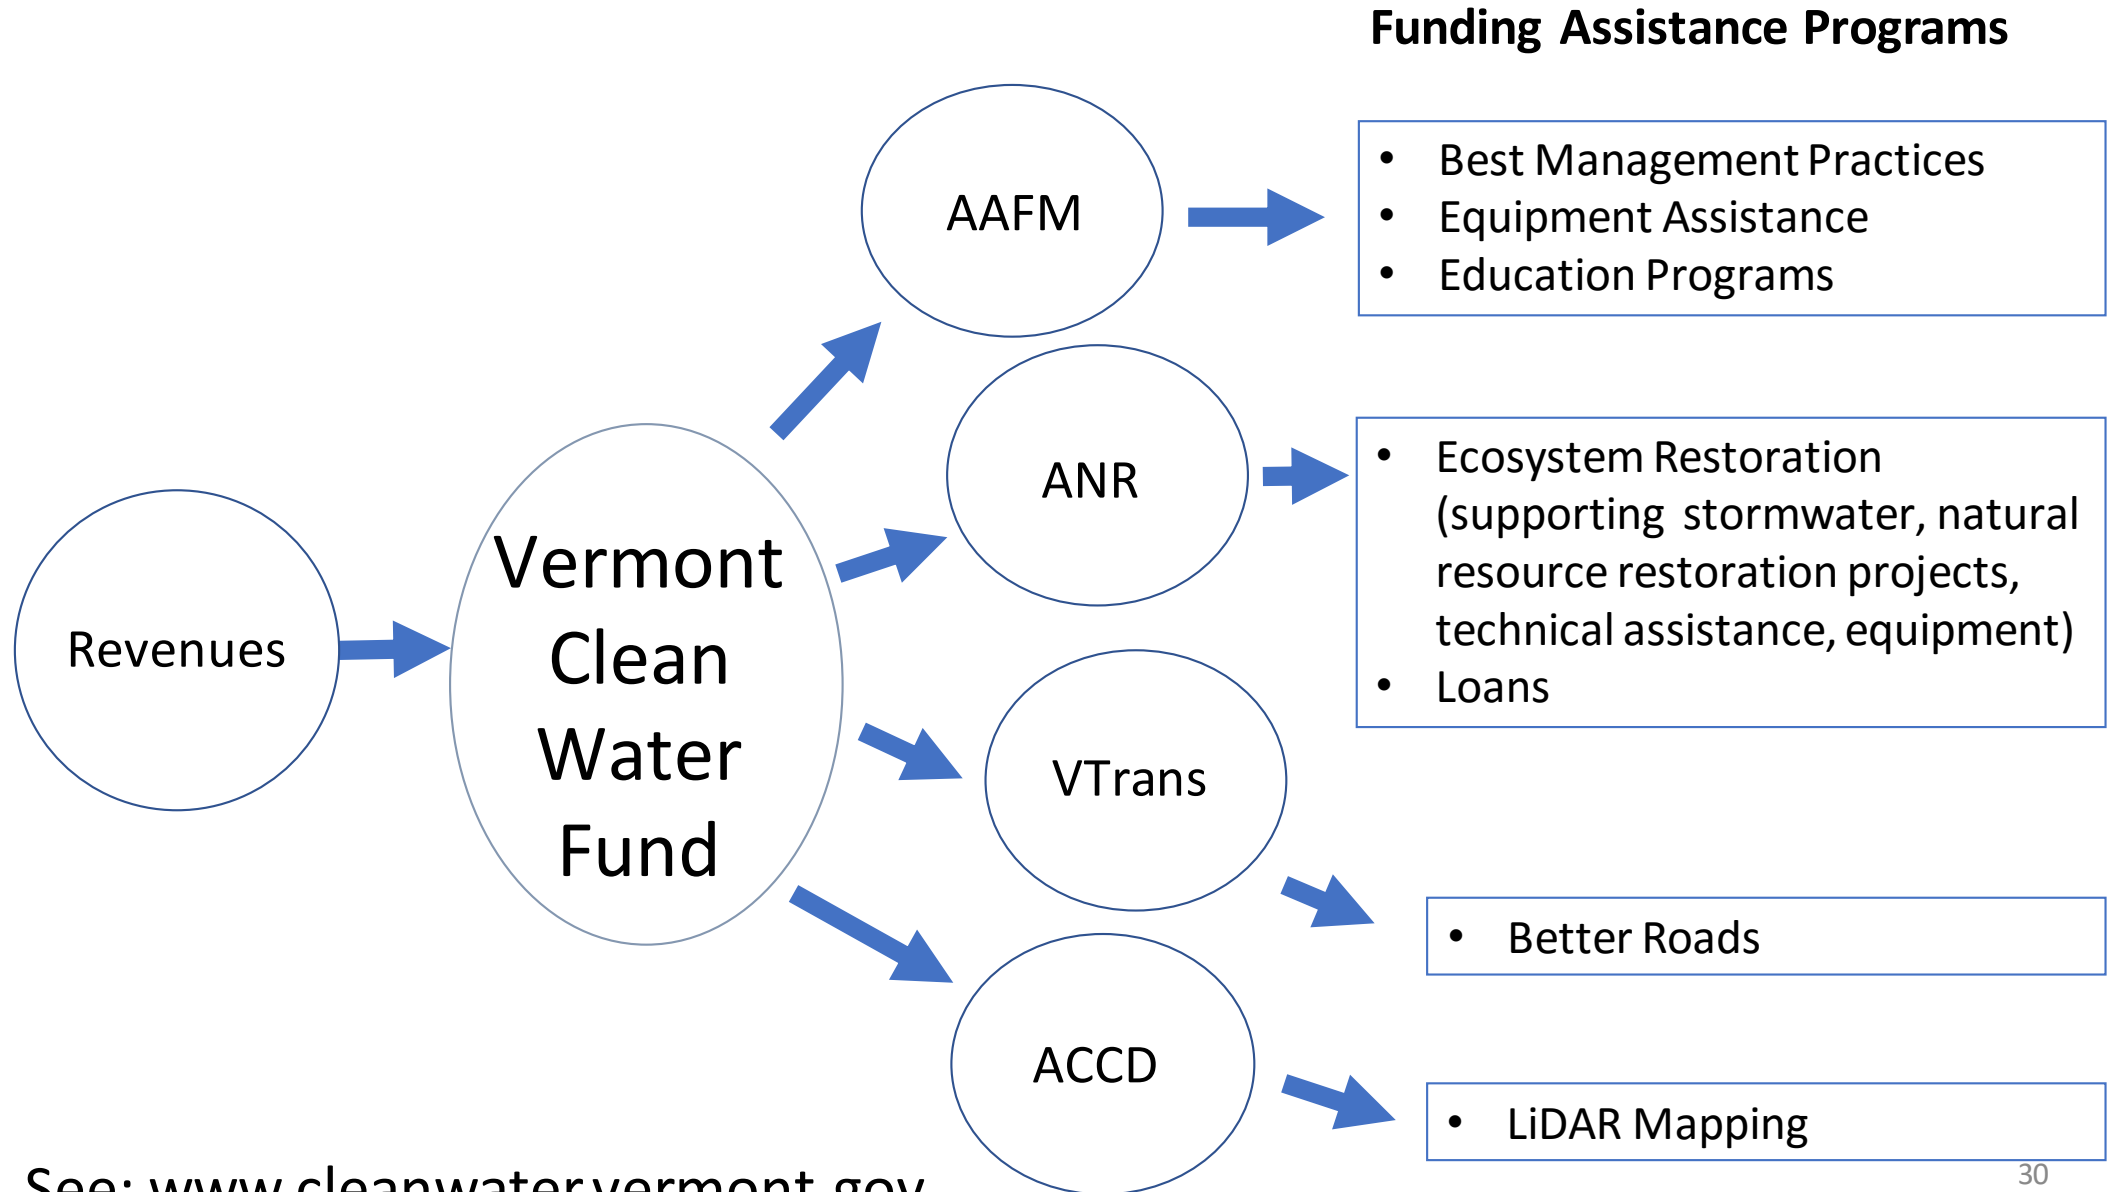 Funding Assistance Programs
AAFM
• Best Management Practices
• Equipment Assistance
• Education Programs
ANR
• Ecosystem Restoration
(supporting stormwater, natural
resource restoration projects,
technical assistance, equipment)
• Loans
Revenues
Vermont
Clean
Water
Fund
VTrans
• Better Roads
ACCD
• LiDAR Mapping
See: www.cleanwater.vermont.gov
30